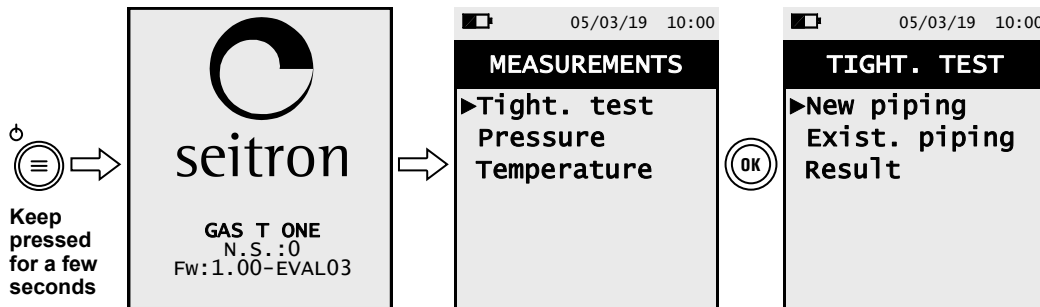 Keep
pressed
for a few
seconds
seitron
GAS T ONE
N.S.:0
Fw:1.00-EVAL03
05/03/19 10:00
MEASUREMENTS
Tight. test
Pressure
Temperature
OK
05/03/19 10:00
TIGHT. TEST
New piping
Exist. piping
Result